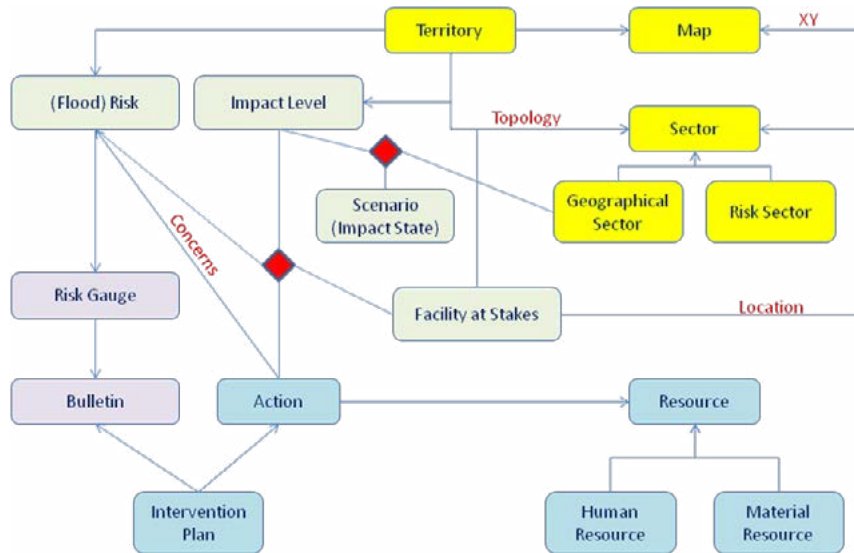 Territory
Map
XY
(Flood) Risk
Impact Level
Topology
Sector
Scenario
(Impact State)
Geographical
Sector
Risk Sector
Concerns
Risk Gauge
Facility at Stakes
Location
Bulletin
Action
Resource
Intervention
Plan
Human
Resource
Material
Resource